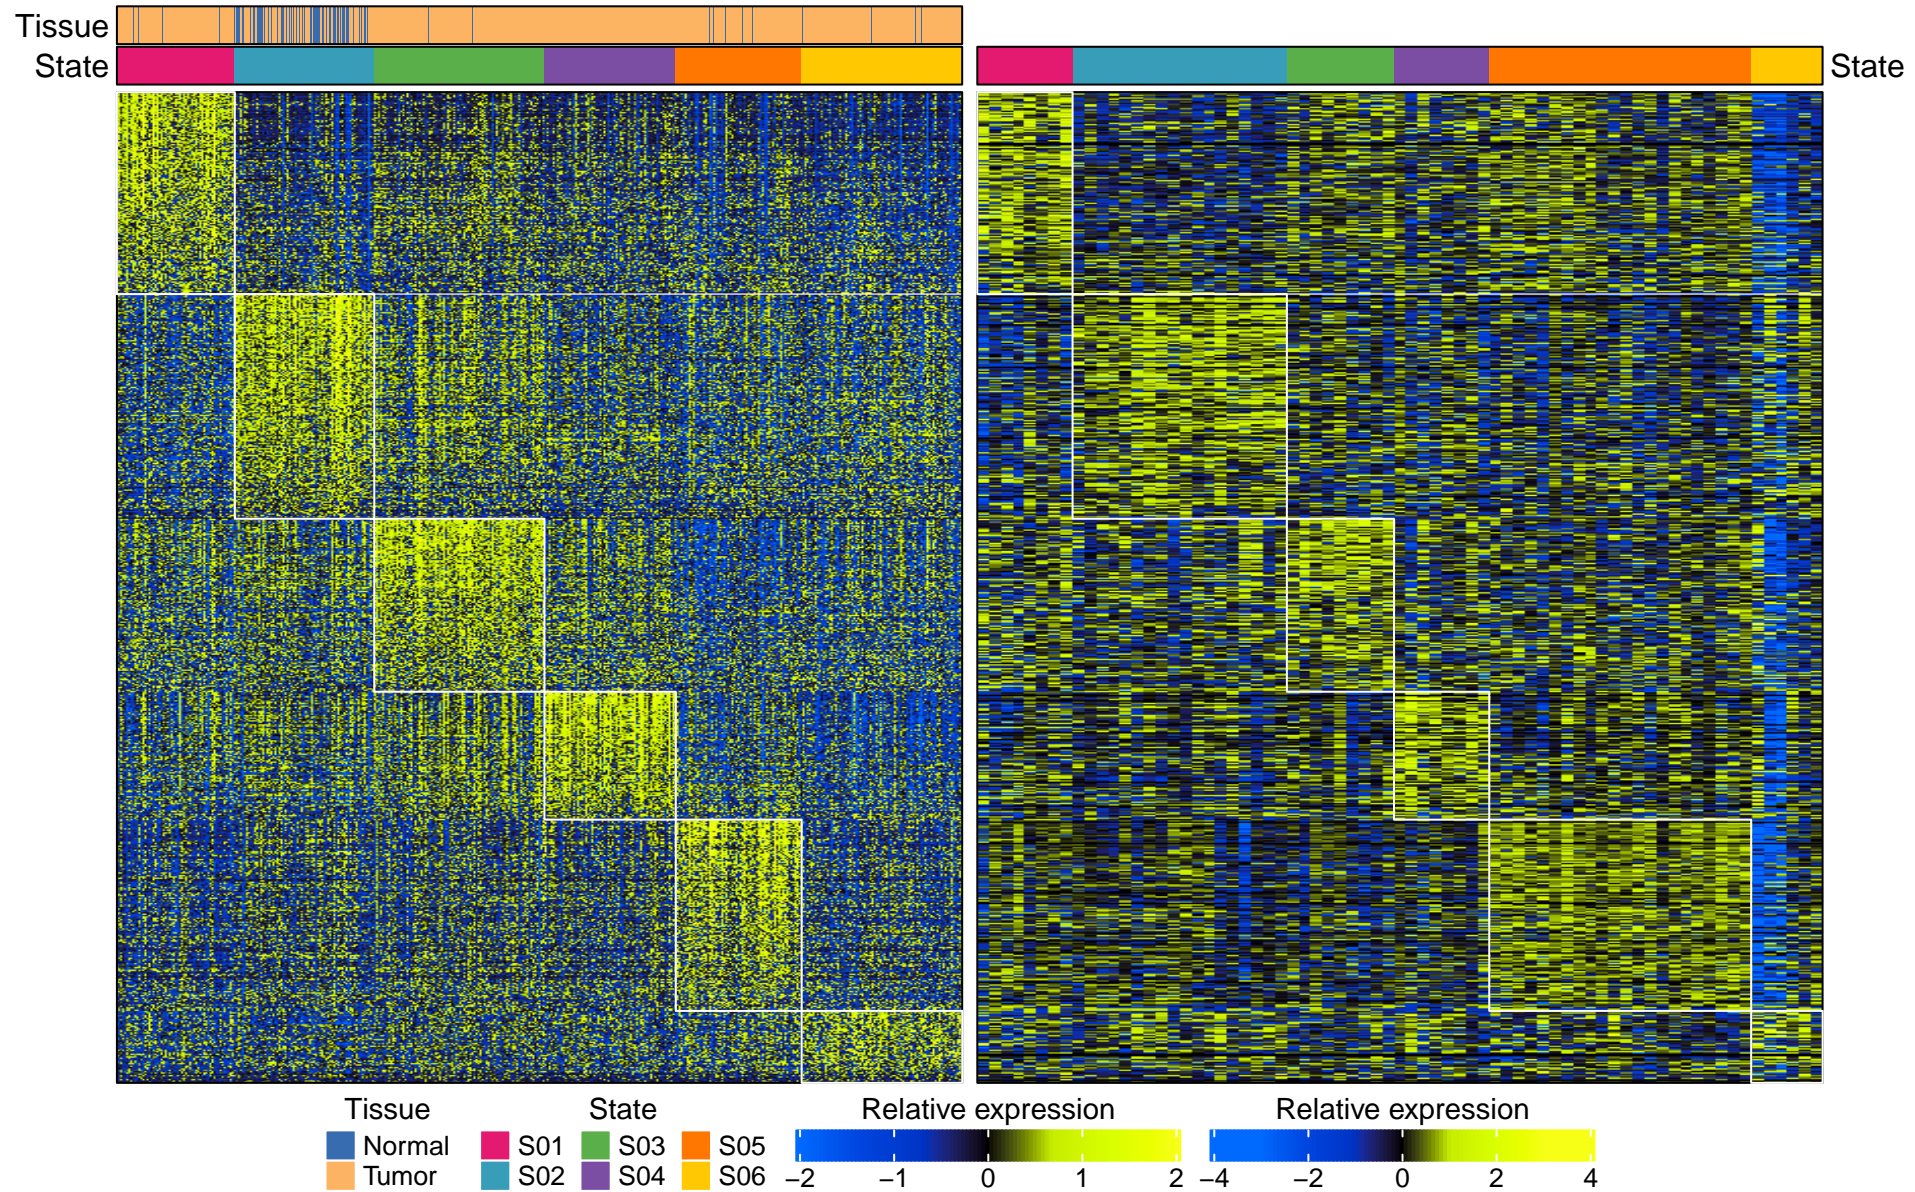 Tissue
State
State
Tissue State Relative expression Relative expression
Normal S01 S03 S05
Tumor S02 S04 S06
−2 −1 0 1 2 −4 −2 0 2 4